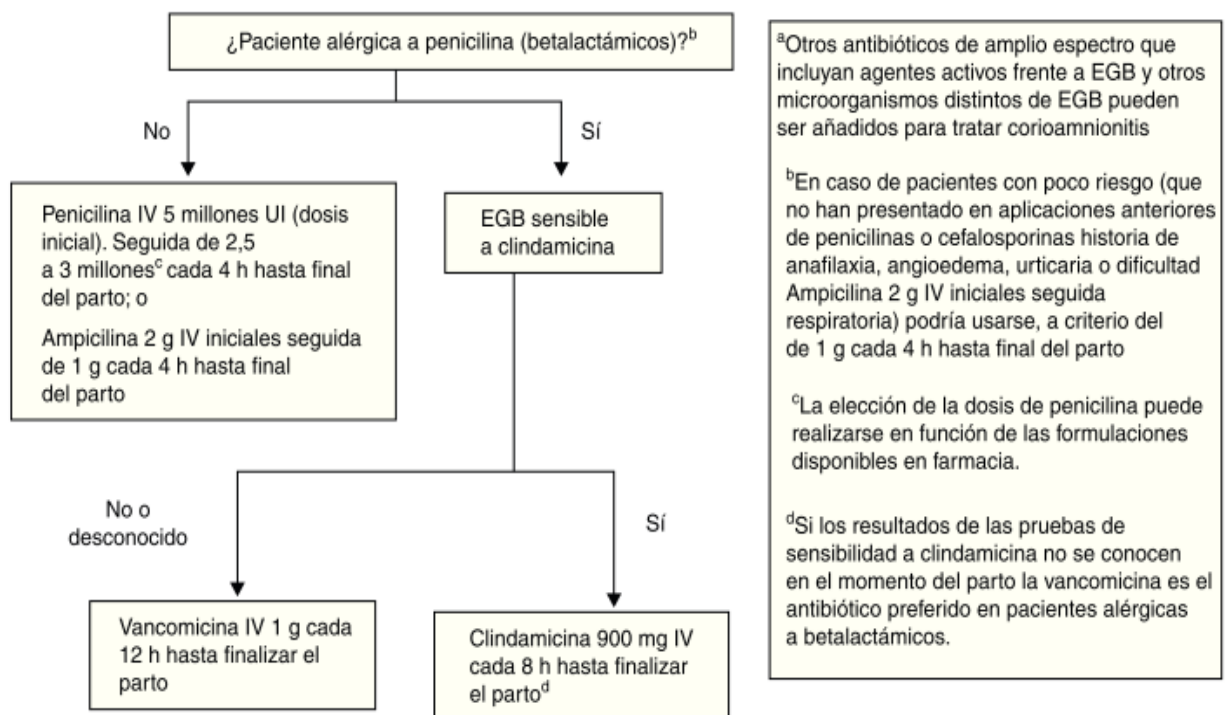 ¿Paciente alérgica a penicilina (betalactámicos)?b
No
Sí
Penicilina IV 5 millones UI (dosis
inicial). Seguida de 2,5
a 3 millonesc cada 4 h hasta final
del parto; o
Ampicilina 2 g IV iniciales seguida
de 1 g cada 4 h hasta final
del parto
EGB sensible
a clindamicina
No o
desconocido
Sí
Vancomicina IV 1 g cada
12 h hasta finalizar el
parto
Clindamicina 900 mg IV
cada 8 h hasta finalizar
el partod
aOtros antibióticos de amplio espectro que
incluyan agentes activos frente a EGB y otros
microorganismos distintos de EGB pueden
ser añadidos para tratar corioamnionitis
bEn caso de pacientes con poco riesgo (que
no han presentado en aplicaciones anteriores
de penicilinas o cefalosporinas historia de
anafilaxia, angioedema, urticaria o dificultad
Ampicilina 2 g IV iniciales seguida
respiratoria) podría usarse, a criterio del
de 1 g cada 4 h hasta final del parto
cLa elección de la dosis de penicilina puede
realizarse en función de las formulaciones
disponibles en farmacia.
dSi los resultados de las pruebas de
sensibilidad a clindamicina no se conocen
en el momento del parto la vancomicina es el
antibiótico preferido en pacientes alérgicas
a betalactámicos.